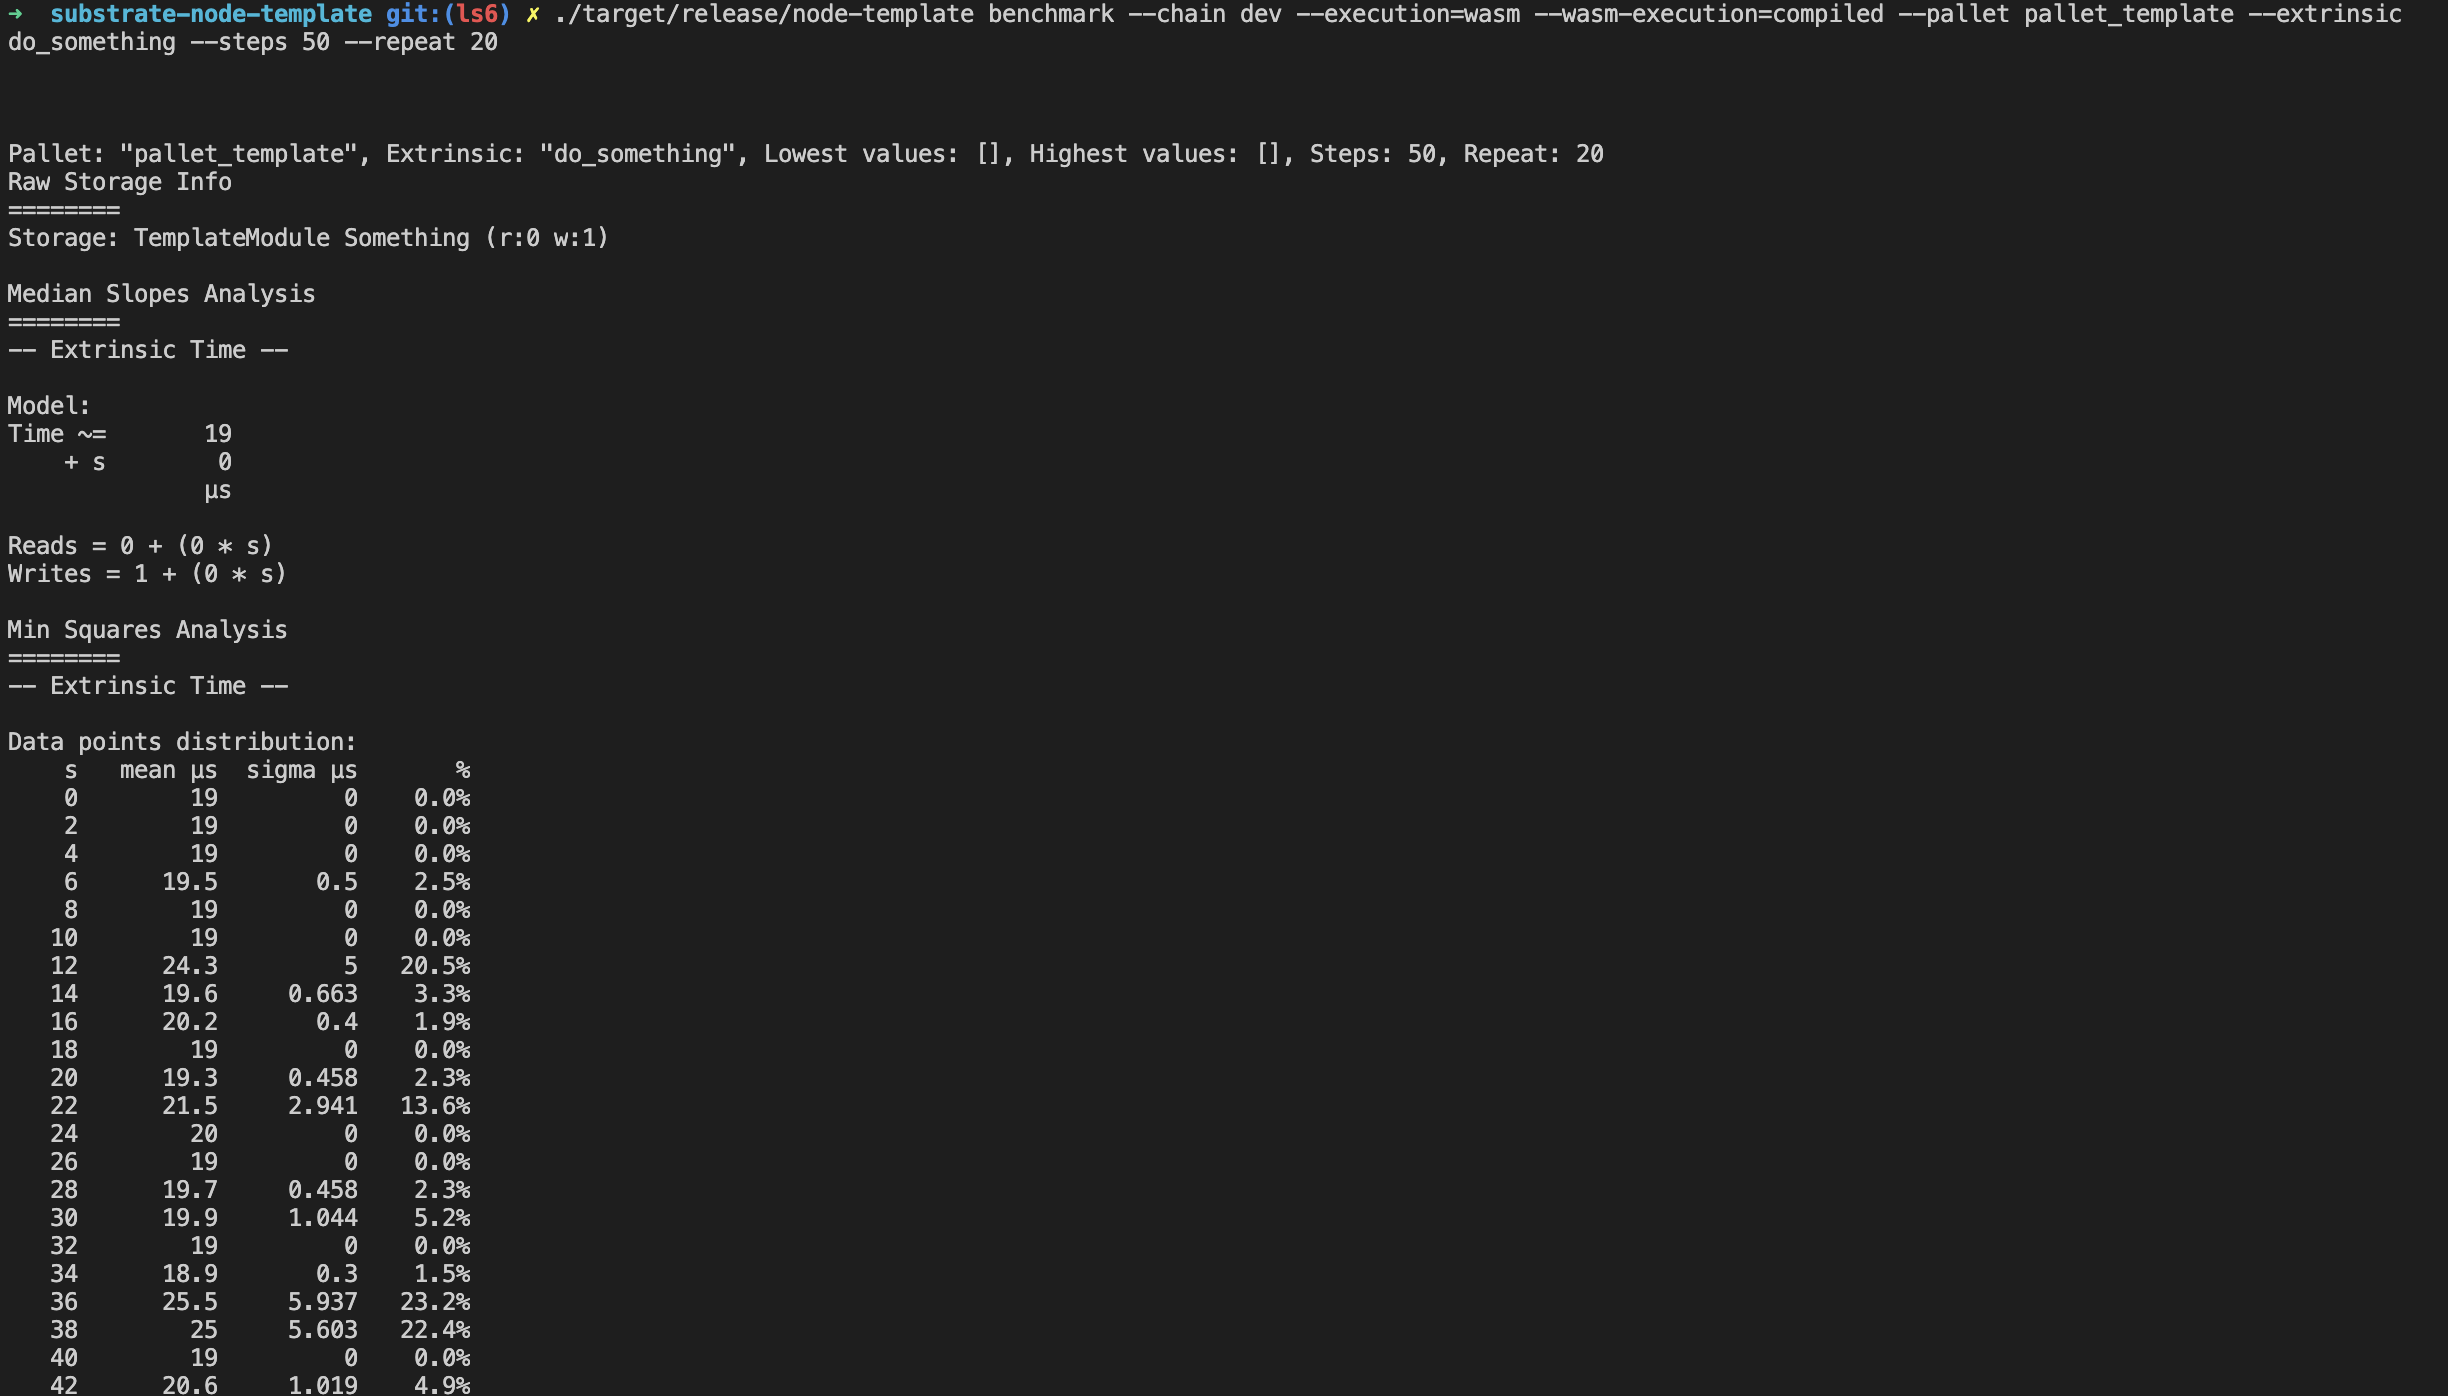 ➜  substrate-node-template git:(ls6) ✗ ./target/release/node-template benchmark --chain dev --execution=wasm --wasm-execution=compiled --pallet pallet_template --extrinsic
do_something --steps 50 --repeat 20
Pallet: "pallet_template", Extrinsic: "do_something", Lowest values: [], Highest values: [], Steps: 50, Repeat: 20
Raw Storage Info
========
Storage: TemplateModule Something (r:0 w:1)
Median Slopes Analysis
========
-- Extrinsic Time --
Model:
Time ~=       19
    + s        0
              µs
Reads = 0 + (0 * s)
Writes = 1 + (0 * s)
Min Squares Analysis
========
-- Extrinsic Time --
Data points distribution:
    s   mean µs  sigma µs       %
    0        19         0    0.0%
    2        19         0    0.0%
    4        19         0    0.0%
    6      19.5       0.5    2.5%
    8        19         0    0.0%
   10        19         0    0.0%
   12      24.3         5   20.5%
   14      19.6     0.663    3.3%
   16      20.2       0.4    1.9%
   18        19         0    0.0%
   20      19.3     0.458    2.3%
   22      21.5     2.941   13.6%
   24        20         0    0.0%
   26        19         0    0.0%
   28      19.7     0.458    2.3%
   30      19.9     1.044    5.2%
   32        19         0    0.0%
   34      18.9       0.3    1.5%
   36      25.5     5.937   23.2%
   38        25     5.603   22.4%
   40        19         0    0.0%
   42      20.6     1.019    4.9%